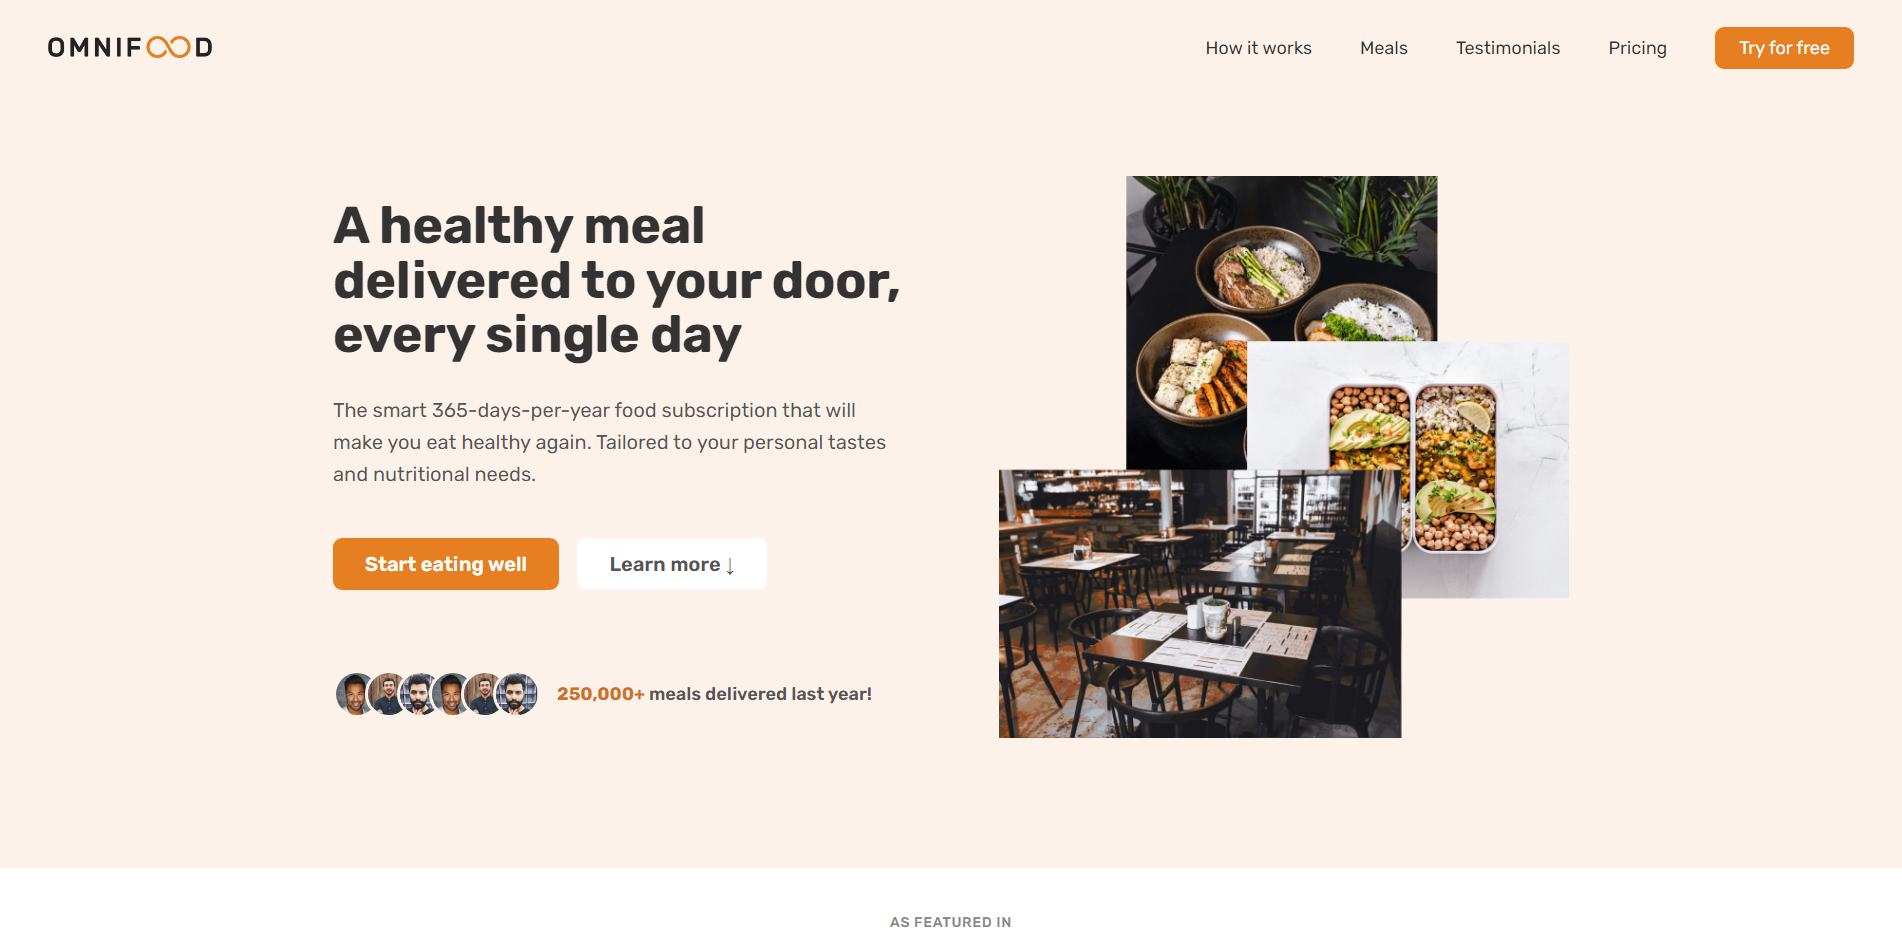 OMNIFOOD
How it works
Meals
Testimonials
Pricing
Try for free
A healthy meal
delivered to your door,
every single day
The smart 365-days-per-year food subscription that will
make you eat healthy again. Tailored to your personal tastes
and nutritional needs.
Start eating well
Learn more ↓
250,000+ meals delivered last year!
AS FEATURED IN